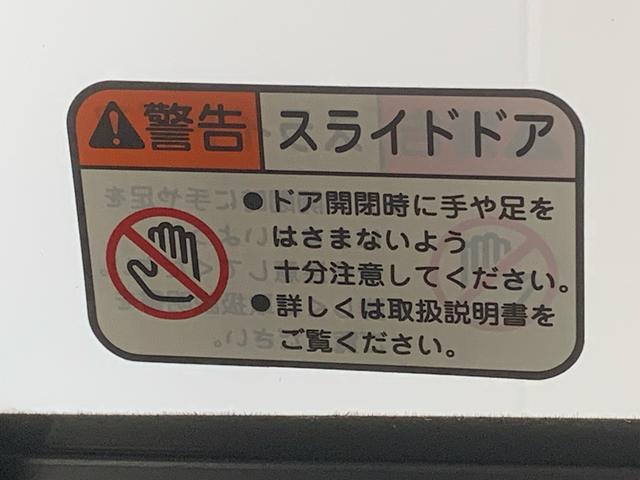 警告 スライドドア
●ドア開閉時に手や足を
はさまないよう
十分注意してください。
●詳しくは取扱説明書を
ご覧ください。